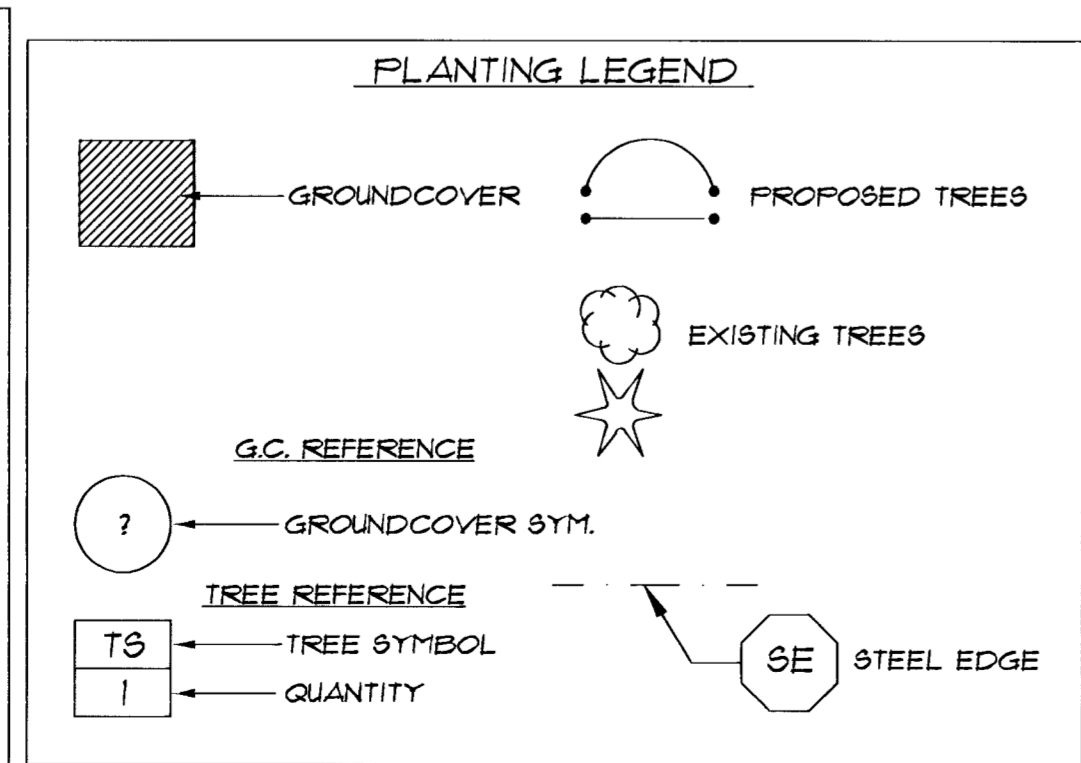 PLANTING LEGEND
GROUNDCOVER
PROPOSED TREES
EXISTING TREES
G.C. REFERENCE
?
GROUNDCOVER SYM.
TREE REFERENCE
TS
TREE SYMBOL
1
QUANTITY
SE
STEEL EDGE